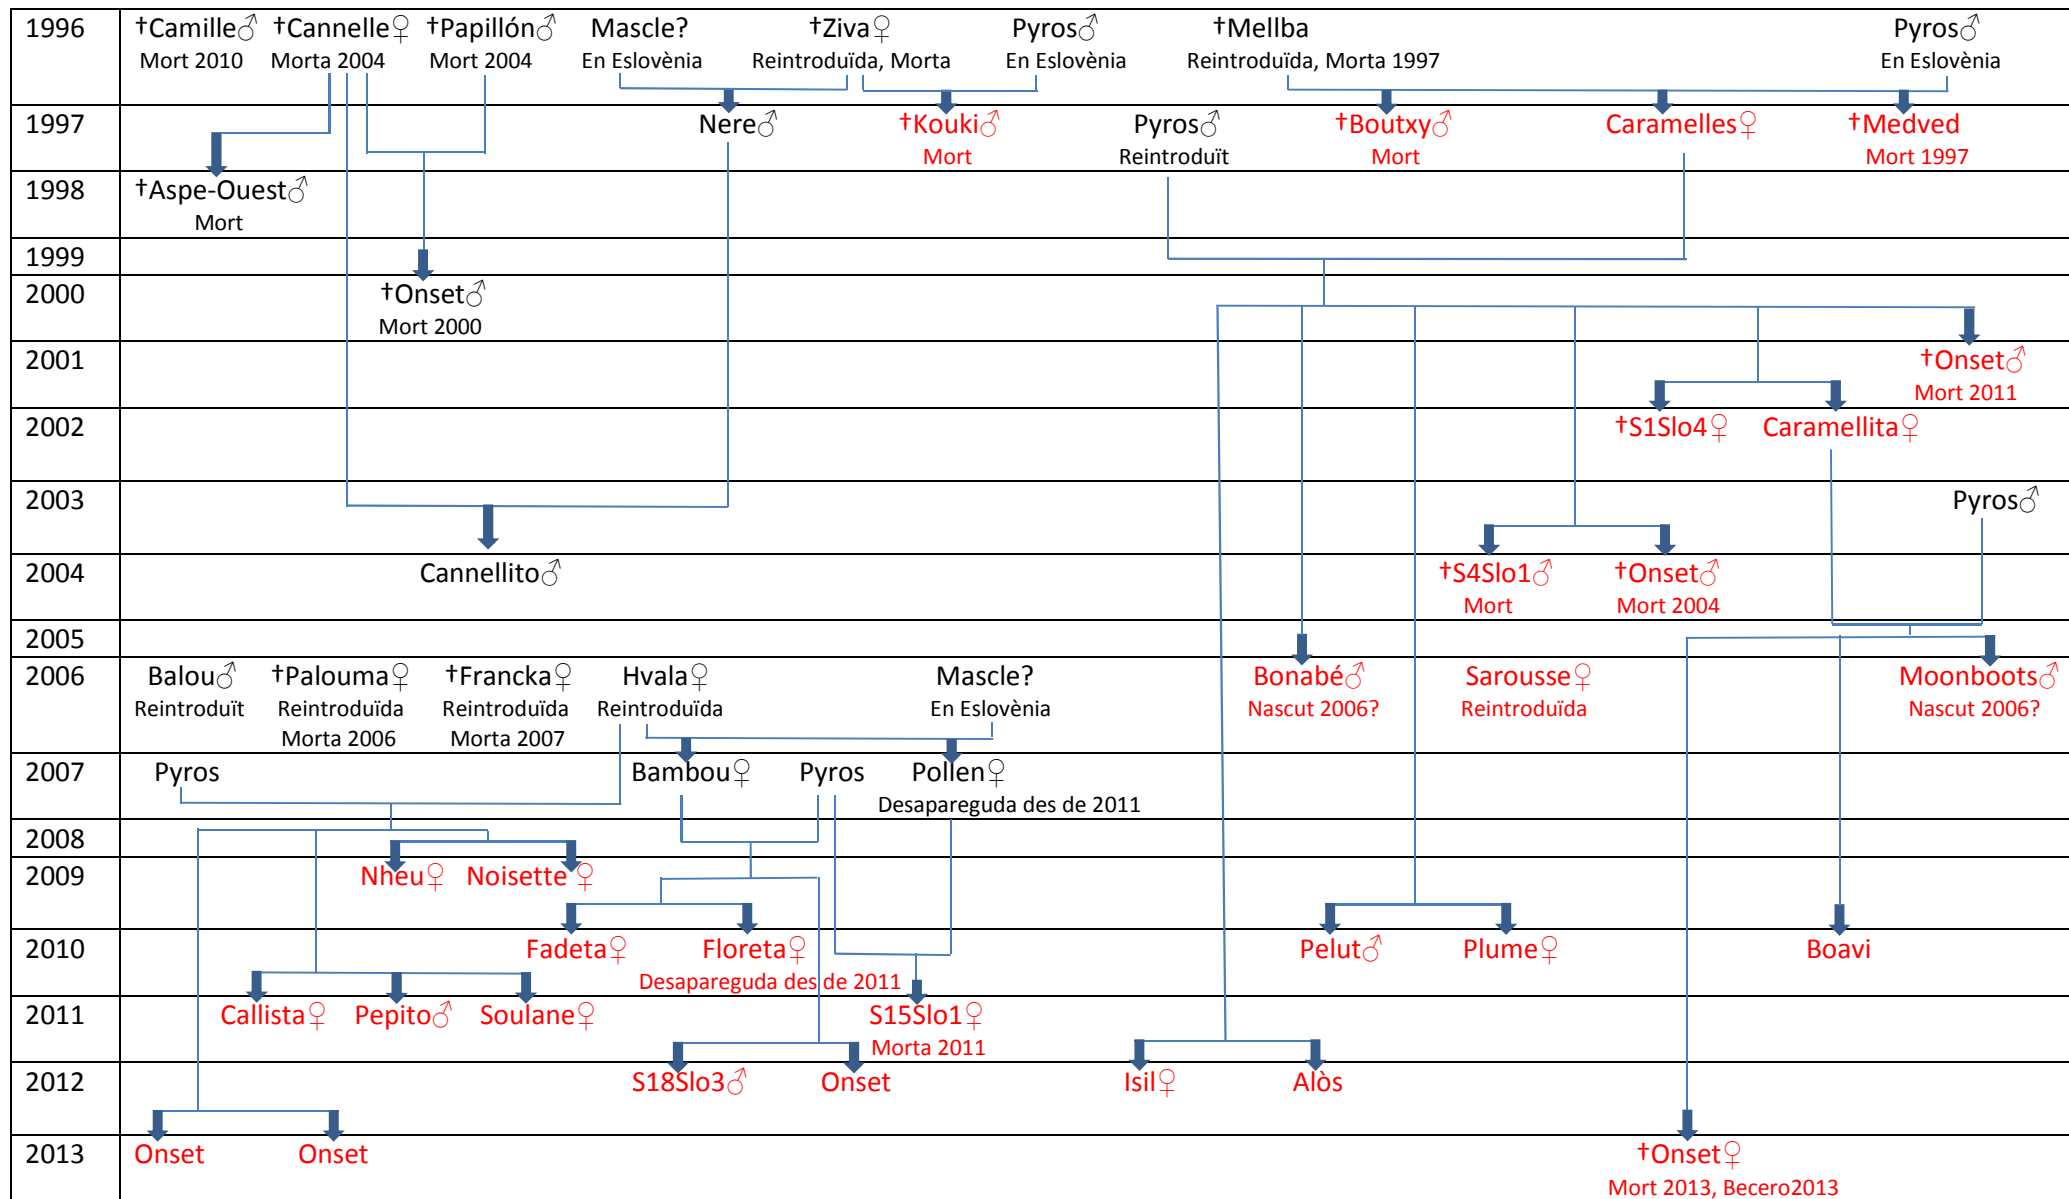 1996 †Camille♂ †Cannelle♀ †Papillón♂ Mascle? †Ziva♀ Pyros♂ †Mellba Pyros♂
Mort 2010 Morta 2004 Mort 2004 En Eslovènia Reintroduïda, Morta En Eslovènia Reintroduïda, Morta 1997 En Eslovènia
1997 Nere♂ †Kouki♂ Pyros♂ †Boutxy♂ Caramelles♀ †Medved
Mort Reintroduït Mort Mort 1997
1998 †Aspe-Ouest♂
Mort
1999
2000 †Onset♂
Mort 2000
2001 †Onset♂
Mort 2011
2002 †S1Slo4♀ Caramellita♀
2003 Pyros♂
2004 Cannellito♂ †S4Slo1♂ †Onset♂
Mort Mort 2004
2005
2006 Balou♂ †Palouma♀ †Francka♀ Hvala♀ Mascle? Bonabé♂ Sarousse♀ Moonboots♂
Reintroduït Reintroduïda Reintroduïda Reintroduïda En Eslovènia Nascut 2006? Reintroduïda Nascut 2006?
Morta 2006 Morta 2007
2007 Pyros Bambou♀ Pyros Pollen♀
Desapareguda des de 2011
2008
2009 Nheu♀ Noisette♀
2010 Fadeta♀ Floreta♀ Pelut♂ Plume♀ Boavi
Desapareguda des de 2011
2011 Callista♀ Pepito♂ Soulane♀ S15Slo1♀
Morta 2011
2012 S18Slo3♂ Onset Isil♀ Alòs
2013 Onset Onset †Onset♀
Mort 2013, Becero2013